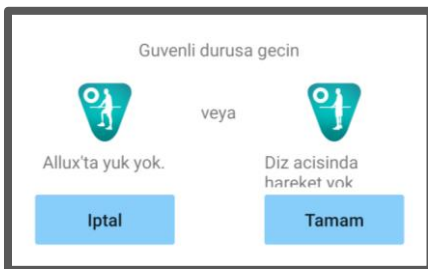 Guvenli durusa gecin
veya
Allux'ta yuk yok.
Diz acisinda
hareket yok
Iptal
Tamam